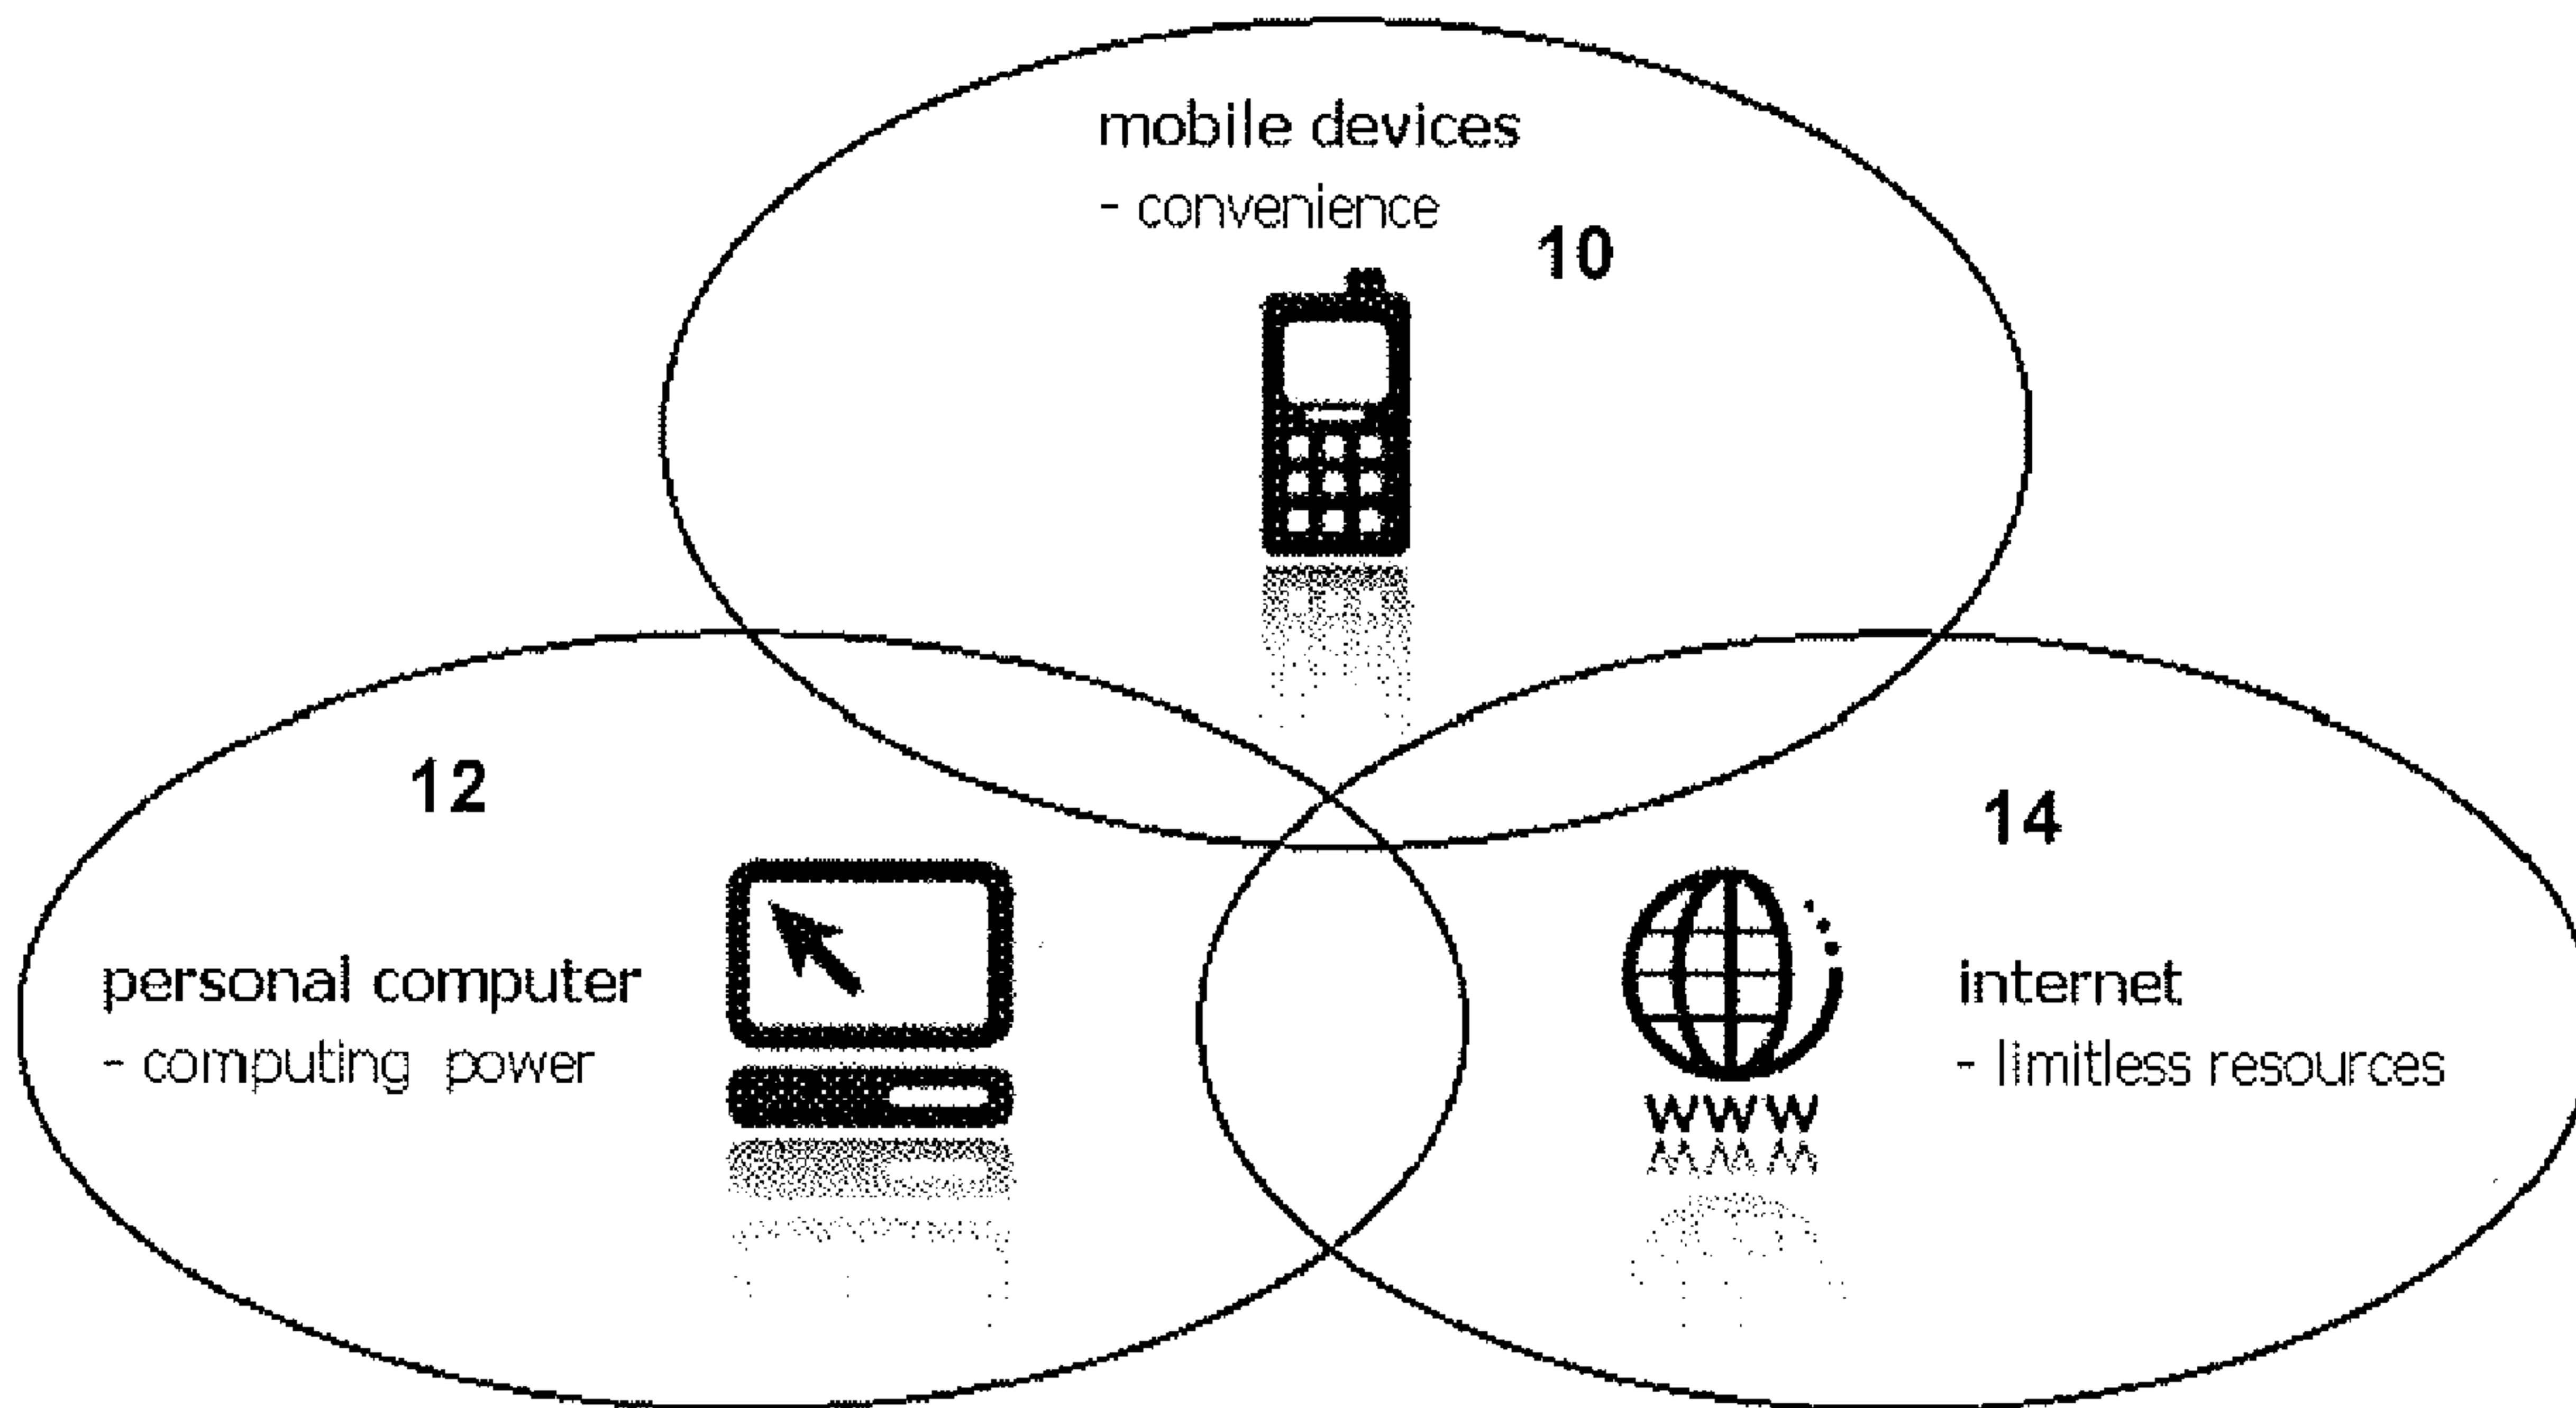 mobile devices
- convenience
10
12
14
personal computer
- computing power
internet
- limitless resources
WWW